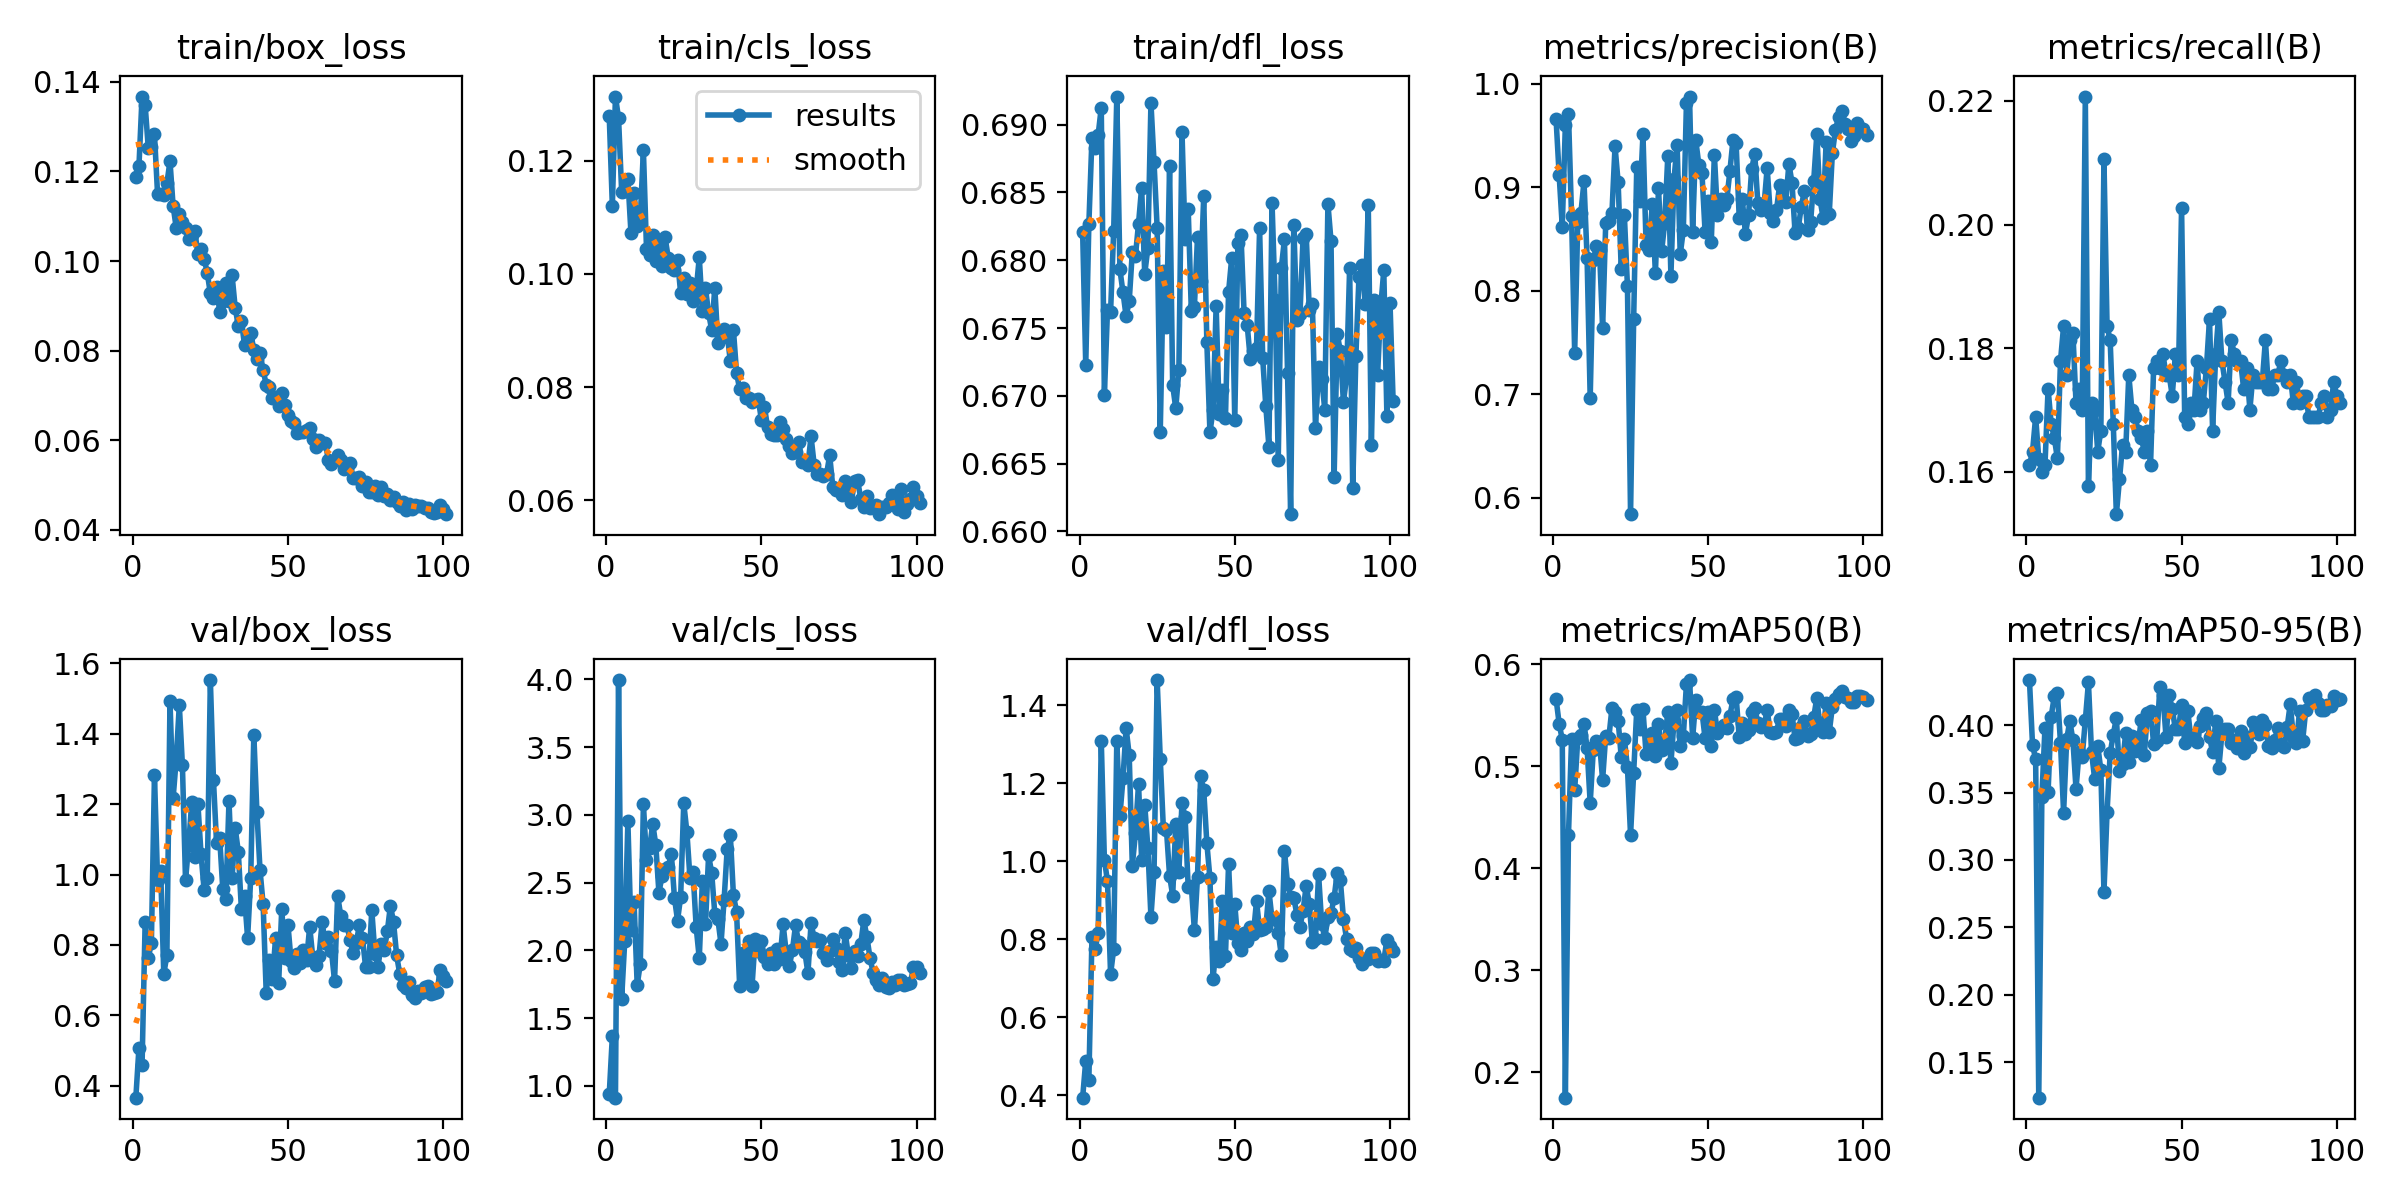 train/box_loss
train/cls_loss
train/dfl_loss
metrics/precision(B)
metrics/recall(B)
0.14
0.12
0.10
0.08
0.06
0.04
0 50 100
results
smooth
0.12
0.10
0.08
0.06
0 50 100
0.690
0.685
0.680
0.675
0.670
0.665
0.660
0 50 100
1.0
0.9
0.8
0.7
0.6
0 50 100
0.22
0.20
0.18
0.16
0 50 100
val/box_loss
val/cls_loss
val/dfl_loss
metrics/mAP50(B)
metrics/mAP50-95(B)
1.6
1.4
1.2
1.0
0.8
0.6
0.4
0 50 100
4.0
3.5
3.0
2.5
2.0
1.5
1.0
0 50 100
1.4
1.2
1.0
0.8
0.6
0.4
0 50 100
0.6
0.5
0.4
0.3
0.2
0 50 100
0.40
0.35
0.30
0.25
0.20
0.15
0 50 100